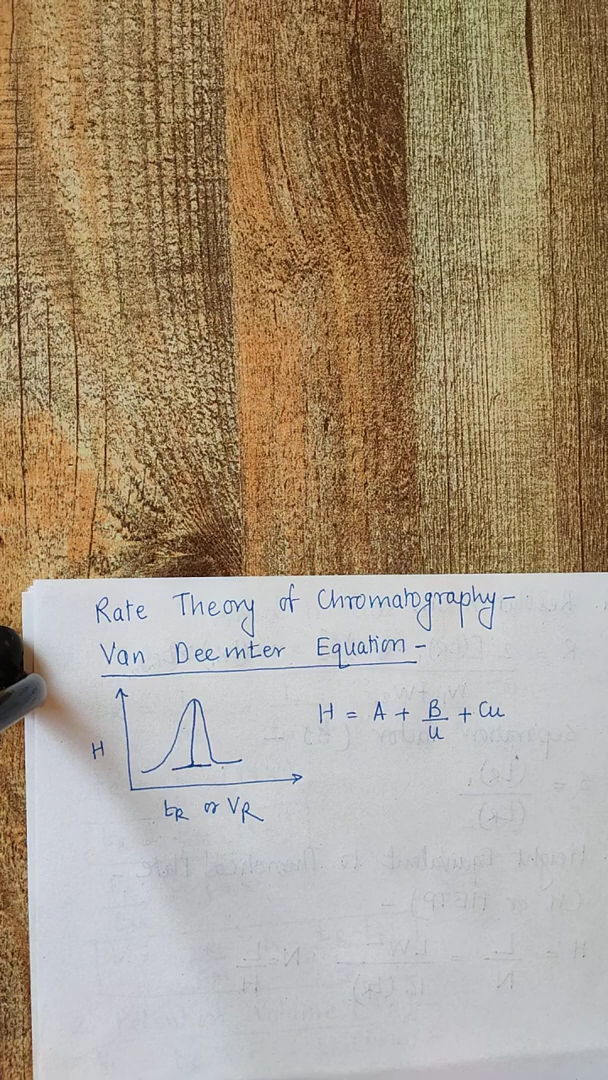 Rate Theory of Chromatography-
Van Deemter Equation-
H = A + B/u + Cu
H
tR or VR